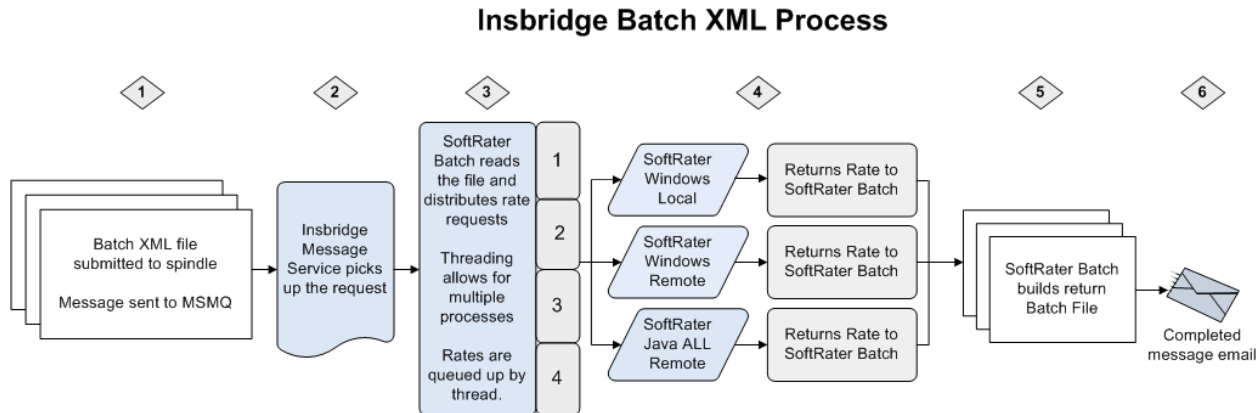 Insbridge Batch XML Process
1
2
3
4
5
6
Batch XML file
submitted to spindle
Message sent to MSMQ
Insbridge
Message
Service picks
up the request
SoftRater
Batch reads
the file and
distributes rate
requests
Threading
allows for
multiple
processes
Rates are
queued up by
thread.
1
2
3
4
SoftRater
Windows
Local
Returns Rate to
SoftRater Batch
SoftRater
Windows
Remote
Returns Rate to
SoftRater Batch
SoftRater
Java ALL
Remote
Returns Rate to
SoftRater Batch
SoftRater Batch
builds return
Batch File
Completed
message email